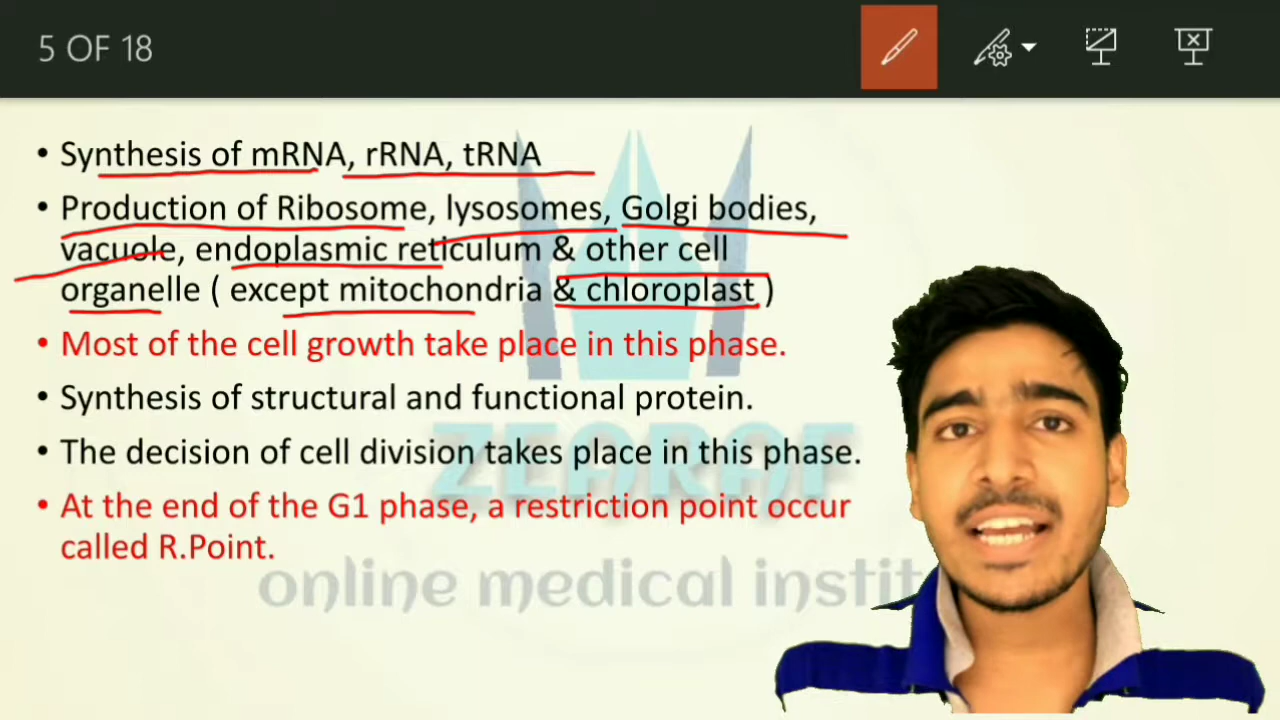 5 OF 18
• Synthesis of mRNA, rRNA, tRNA
• Production of Ribosome, lysosomes, Golgi bodies,
vacuole, endoplasmic reticulum & other cell
organelle ( except mitochondria & chloroplast )
• Most of the cell growth take place in this phase.
• Synthesis of structural and functional protein.
• The decision of cell division takes place in this phase.
ZEARAF
• At the end of the G1 phase, a restriction point occur
called R.Point.
online medical instit